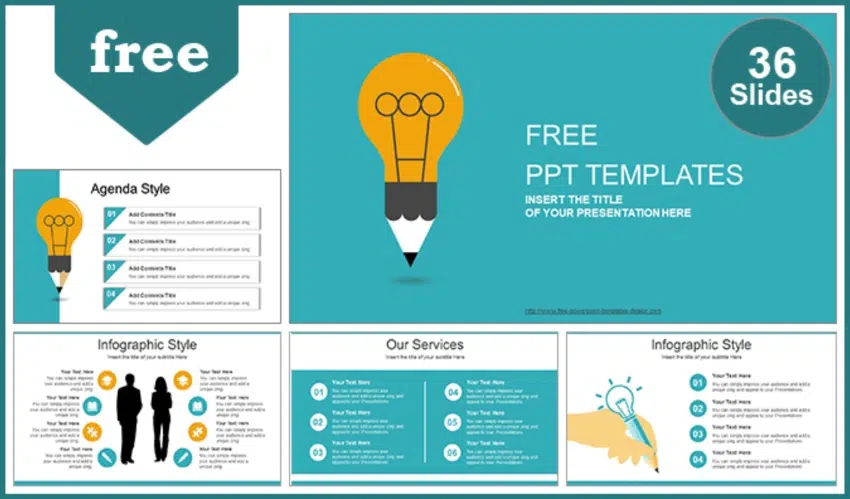 free
36
Slides
FREE
PPT TEMPLATES
INSERT THE TITLE
OF YOUR PRESENTATION HERE
http://www.free-powerpoint-templates-design.com
Agenda Style
01
Add Contents Title
You can simply impress your audience and add a unique zing.
02
Add Contents Title
You can simply impress your audience and add a unique zing.
03
Add Contents Title
You can simply impress your audience and add a unique zing.
04
Add Contents Title
You can simply impress your audience and add a unique zing.
Infographic Style
Insert the title of your subtitle Here
Your Text Here
You can simply impress your
audience and add a
unique zing.
Your Text Here
You can simply impress your
audience and add a
unique zing.
Your Text Here
You can simply impress your
audience and add a
unique zing.
Your Text Here
You can simply impress your
audience and add a
unique zing.
Your Text Here
You can simply impress
your audience and add a
unique zing.
Your Text Here
You can simply impress
your audience and add a
unique zing.
Your Text Here
You can simply impress
your audience and add a
unique zing.
Your Text Here
You can simply impress
your audience and add a
unique zing.
Our Services
Insert the title of your subtitle Here
01
Your Text Here
You can simply impress your
audience and add a unique zing and
appeal to your Presentations.
02
Your Text Here
You can simply impress your
audience and add a unique zing and
appeal to your Presentations.
03
Your Text Here
You can simply impress your
audience and add a unique zing and
appeal to your Presentations.
04
Your Text Here
You can simply impress your
audience and add a unique zing and
appeal to your Presentations.
05
Your Text Here
You can simply impress your
audience and add a unique zing and
appeal to your Presentations.
06
Your Text Here
You can simply impress your
audience and add a unique zing and
appeal to your Presentations.
Infographic Style
Insert the title of your subtitle Here
01
Your Text Here
You can simply impress your audience and add a
unique zing and appeal to your Presentations.
02
Your Text Here
You can simply impress your audience and add a
unique zing and appeal to your Presentations.
03
Your Text Here
You can simply impress your audience and add a
unique zing and appeal to your Presentations.
04
Your Text Here
You can simply impress your audience and add a
unique zing and appeal to your Presentations.